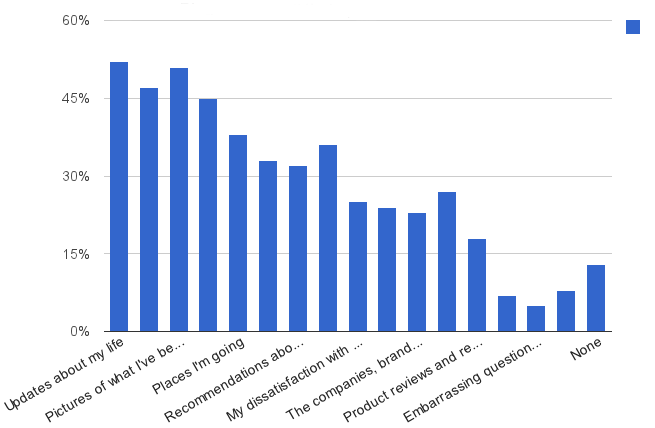 60%
45%
30%
15%
0%
Updates about my life
Pictures of what I've be...
Places I'm going
Recommendations abo...
My dissatisfaction with ...
The companies, brand...
Product reviews and re...
Embarrassing question...
None